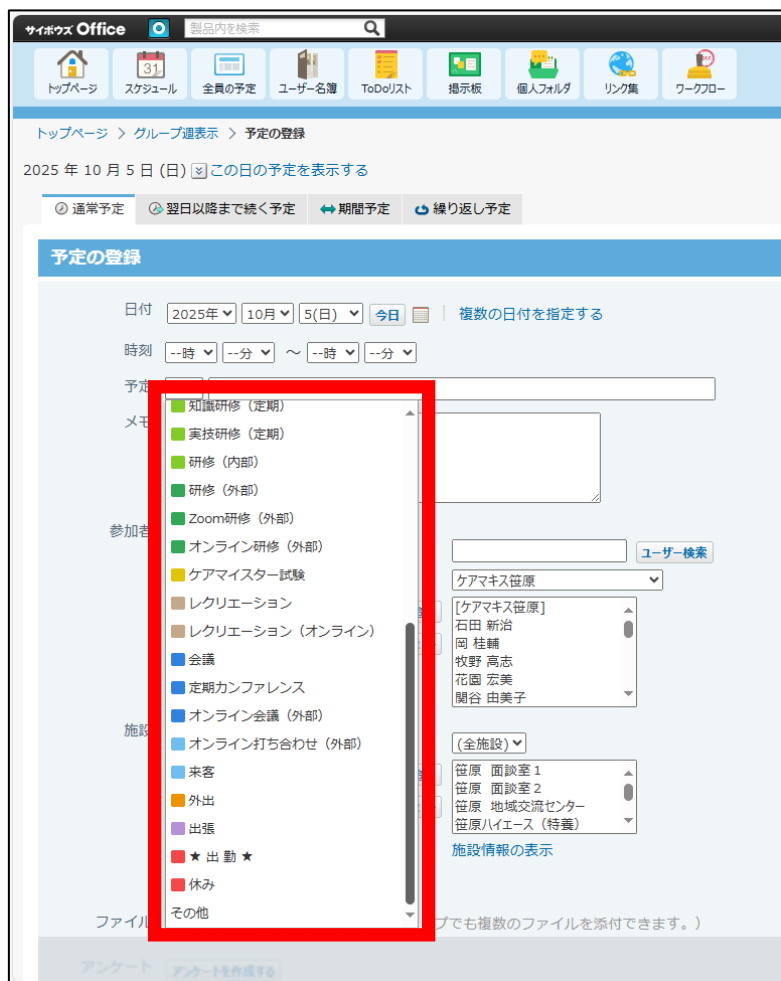 サイボウズ Office 製品内を検索
31
トップページ スケジュール 全員の予定 ユーザー名簿 ToDoリスト 掲示板 個人フォルダ リンク集 ワークフロー
トップページ > グループ週表示 > 予定の登録
2025 年 10 月 5 日 (日) この日の予定を表示する
通常予定 翌日以降まで続く予定 期間予定 繰り返し予定
予定の登録
日付 2025年 10月 5(日) 今日 複数の日付を指定する
時刻 --時 --分 ～ --時 --分
予定
メモ
知識研修（定期）
実技研修（定期）
研修（内部）
研修（外部）
Zoom研修（外部）
オンライン研修（外部）
ケアマイスター試験
レクリエーション
レクリエーション（オンライン）
会議
定期カンファレンス
オンライン会議（外部）
オンライン打ち合わせ（外部）
来客
外出
出張
★ 出 勤 ★
休み
その他
参加者
ユーザー検索
ケアマキス笹原
[ケアマキス笹原]
石田 新治
岡 桂輔
牧野 高志
花園 宏美
関谷 由美子
施設
(全施設)
笹原 面談室１
笹原 面談室２
笹原 地域交流センター
笹原ハイエース（特養）
施設情報の表示
ファイル プでも複数のファイルを添付できます。）
アンケート アンケートを作成する